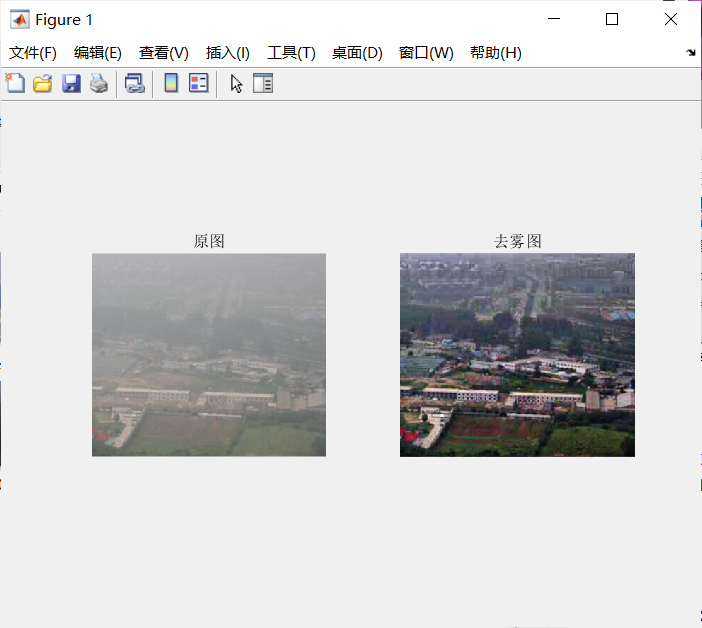 Figure 1
文件(F) 编辑(E) 查看(V) 插入(I) 工具(T) 桌面(D) 窗口(W) 帮助(H)
原图 去雾图